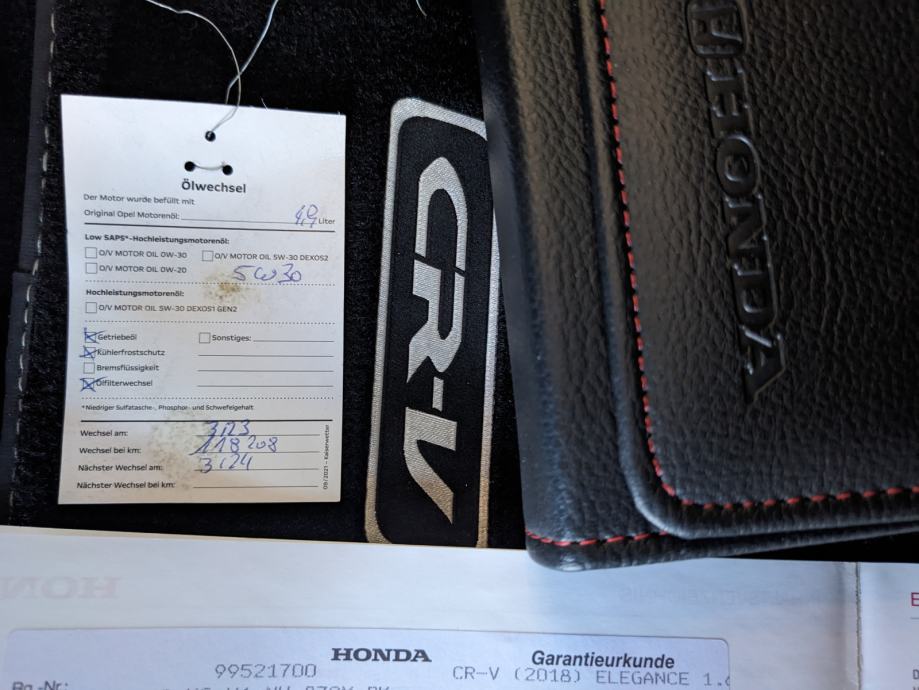 Ölwechsel
Der Motor wurde befüllt mit
Original Opel Motorenöl: Liter
Low SAPS*-Hochleistungsmotorenöl:
O/V MOTOR OIL 0W-30 O/V MOTOR OIL 5W-30 DEXOS2
O/V MOTOR OIL 0W-20 5W30
Hochleistungsmotorenöl:
O/V MOTOR OIL 5W-30 DEXOS1 GEN2
Getriebeöl Sonstiges:
Kühlerfrostschutz
Bremsflüssigkeit
Ölfilterwechsel
*Niedriger Sulfatasche-, Phosphor- und Schwefelgehalt
Wechsel am: 3/23
Wechsel bei km: 118208
Nächster Wechsel am: 3/24
Nächster Wechsel bei km:
09/2021 – Kaiserwetter
CR-V
HONDA
HONDA Garantieurkunde
99521700 CR-V (2018) ELEGANCE 1.